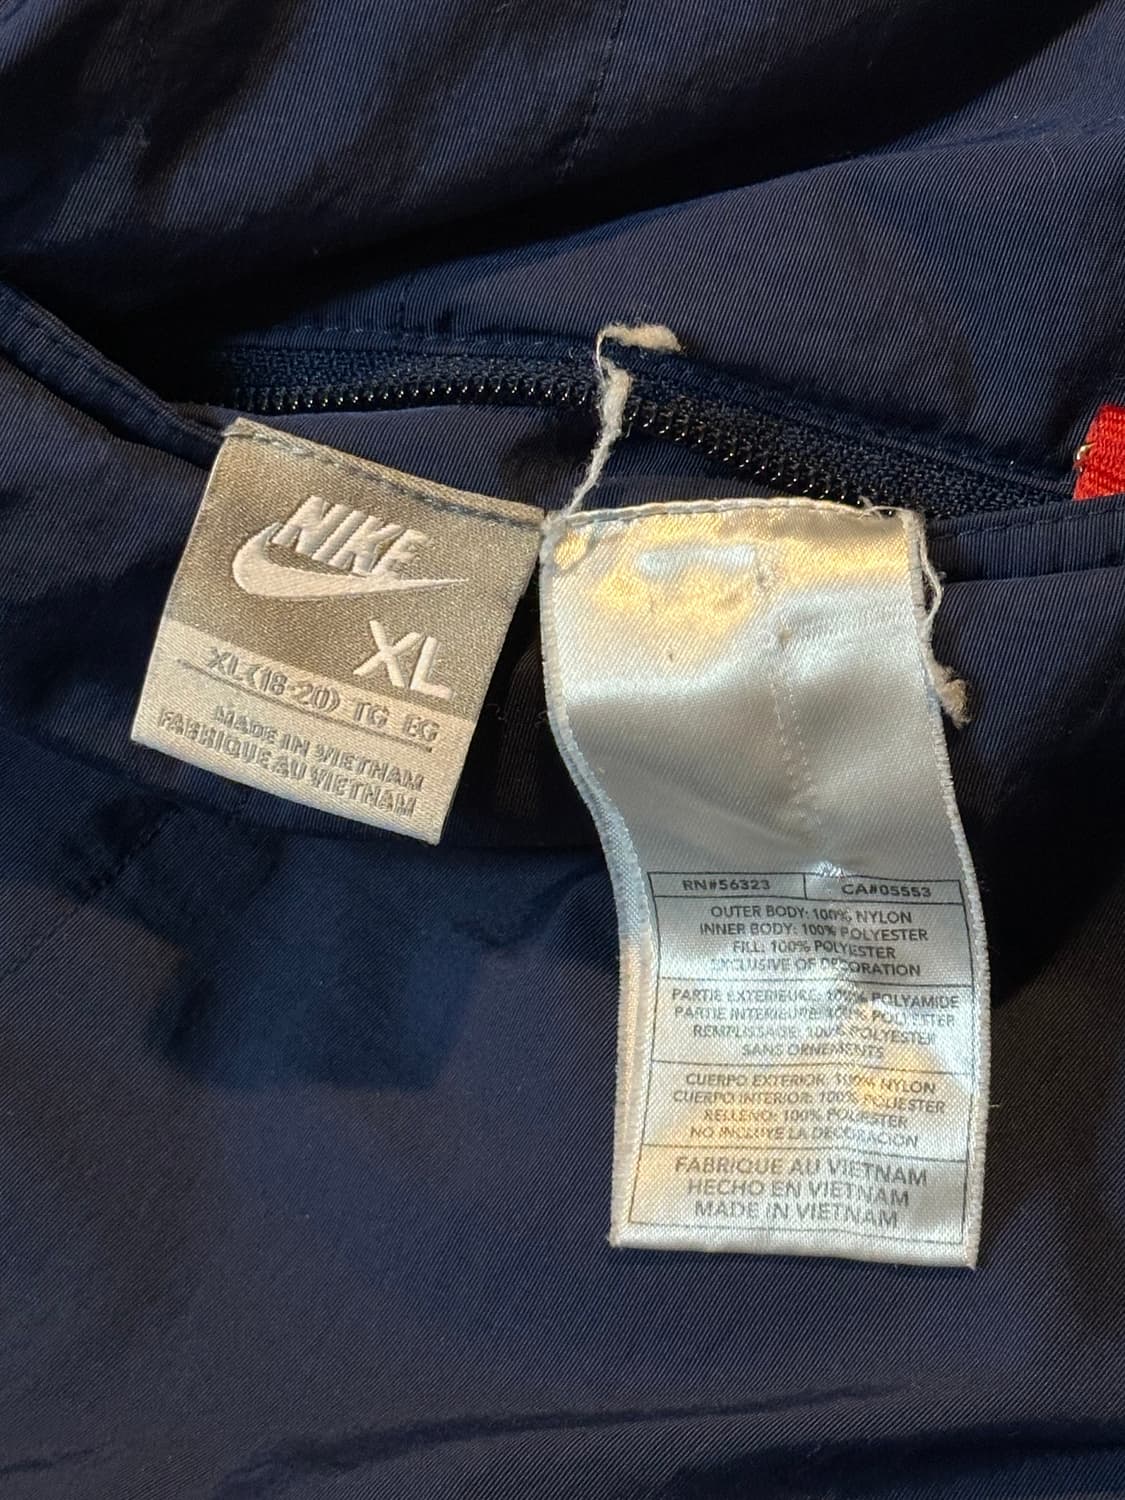 NIKE
XL
XL(18-20) TG EG
MADE IN VIETNAM
FABRIQUE AU VIETNAM
RN#56323 CA#05553
OUTER BODY: 100% NYLON
INNER BODY: 100% POLYESTER
FILL: 100% POLYESTER
EXCLUSIVE OF DECORATION
PARTIE EXTERIEURE: 100% POLYAMIDE
PARTIE INTERIEURE: 100% POLYESTER
REMPLISSAGE: 100% POLYESTER
SANS ORNEMENTS
CUERPO EXTERIOR: 100% NYLON
CUERPO INTERIOR: 100% POLIESTER
RELLENO: 100% POLIESTER
NO INCLUYE LA DECORACION
FABRIQUE AU VIETNAM
HECHO EN VIETNAM
MADE IN VIETNAM